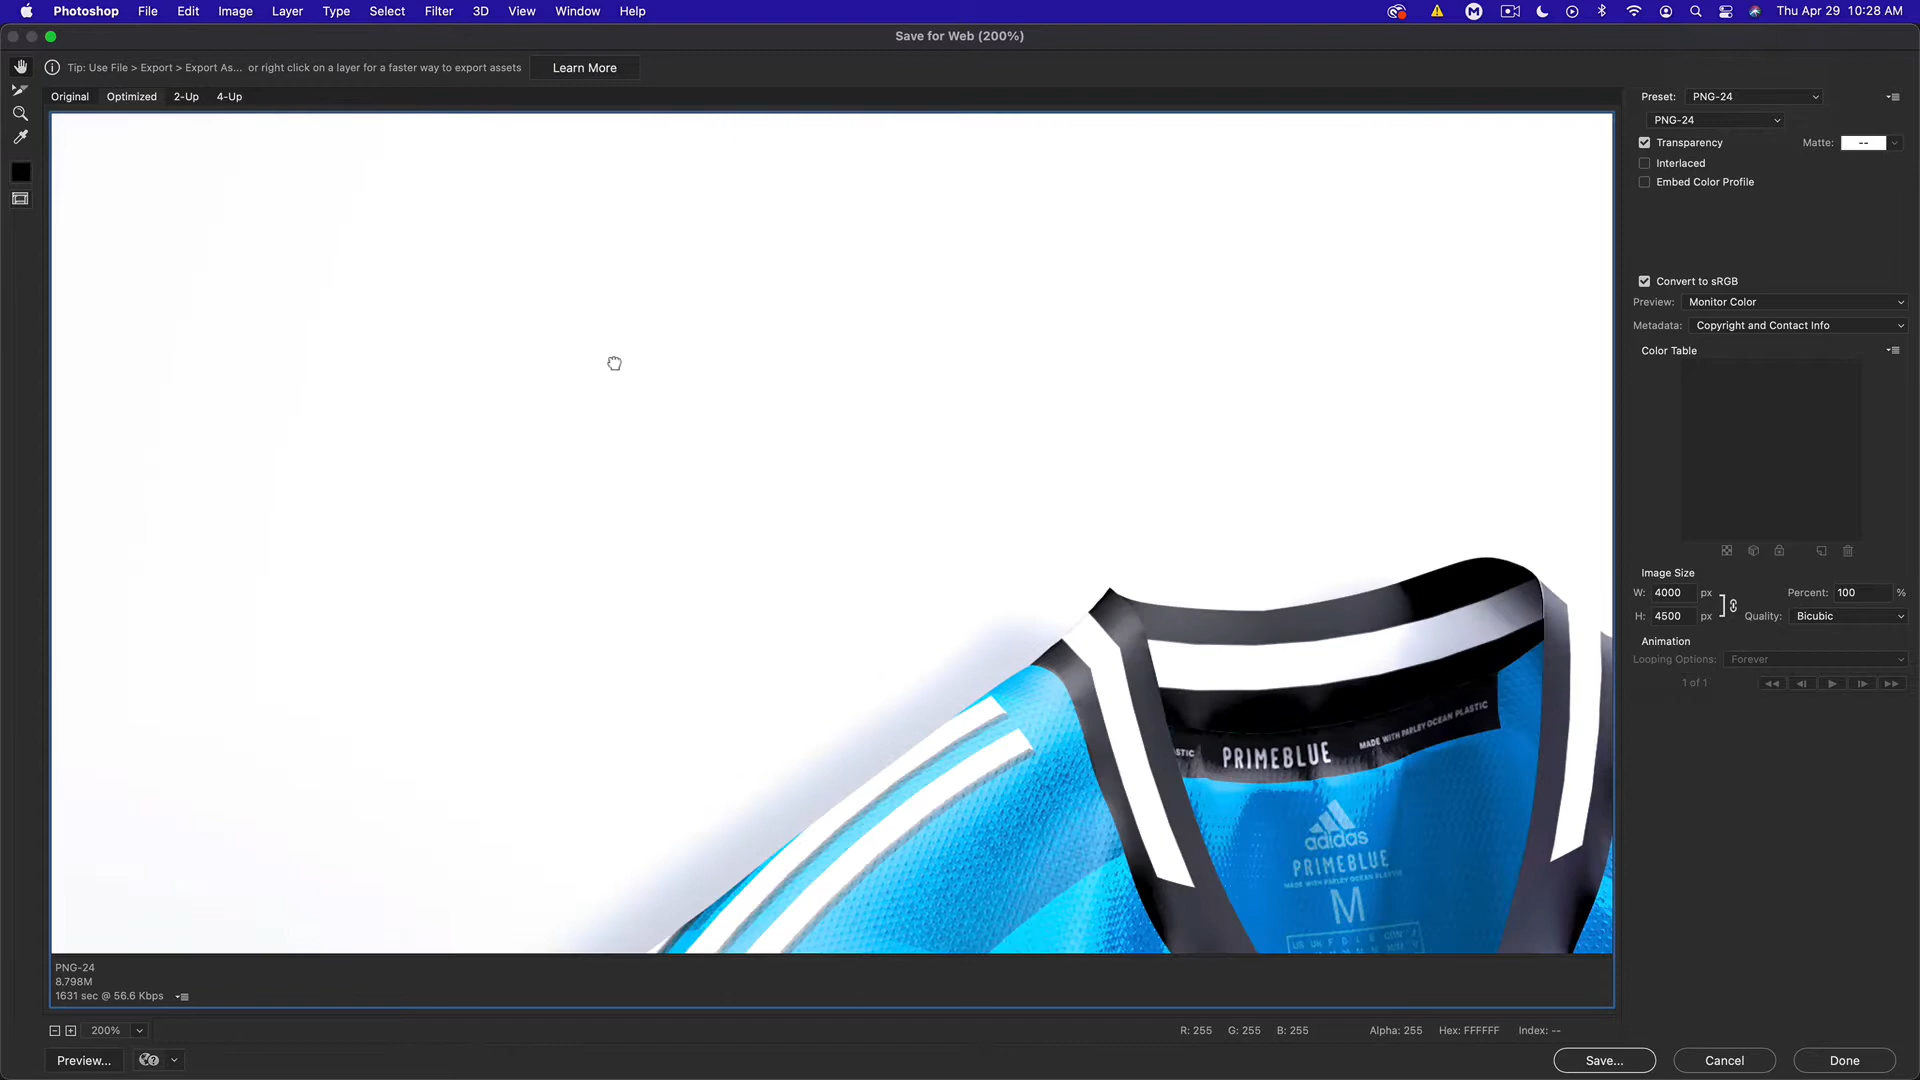 Photoshop File Edit Image Layer Type Select Filter 3D View Window Help Thu Apr 29 10:28 AM
Save for Web (200%)
Tip: Use File > Export > Export As... or right click on a layer for a faster way to export assets Learn More
Original Optimized 2-Up 4-Up
Preset: PNG-24
PNG-24
Transparency Matte: --
Interlaced
Embed Color Profile
Convert to sRGB
Preview: Monitor Color
Metadata: Copyright and Contact Info
Color Table
Image Size
W: 4000 px Percent: 100 %
H: 4500 px Quality: Bicubic
Animation
Looping Options: Forever
1 of 1
STIC PRIMEBLUE MADE WITH PARLEY OCEAN PLASTIC
adidas
PRIMEBLUE
MADE WITH PARLEY OCEAN PLASTIC
M
PNG-24
8.798M
1631 sec @ 56.6 Kbps
200% R: 255 G: 255 B: 255 Alpha: 255 Hex: FFFFFF Index: --
Preview... Save... Cancel Done